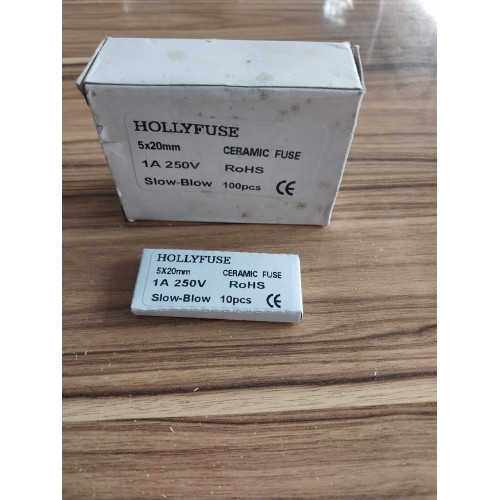 HOLLYFUSE
5x20mm CERAMIC FUSE
1A 250V RoHS
Slow-Blow 100pcs CE
HOLLYFUSE
5X20mm CERAMIC FUSE
1A 250V RoHS
Slow-Blow 10pcs CE